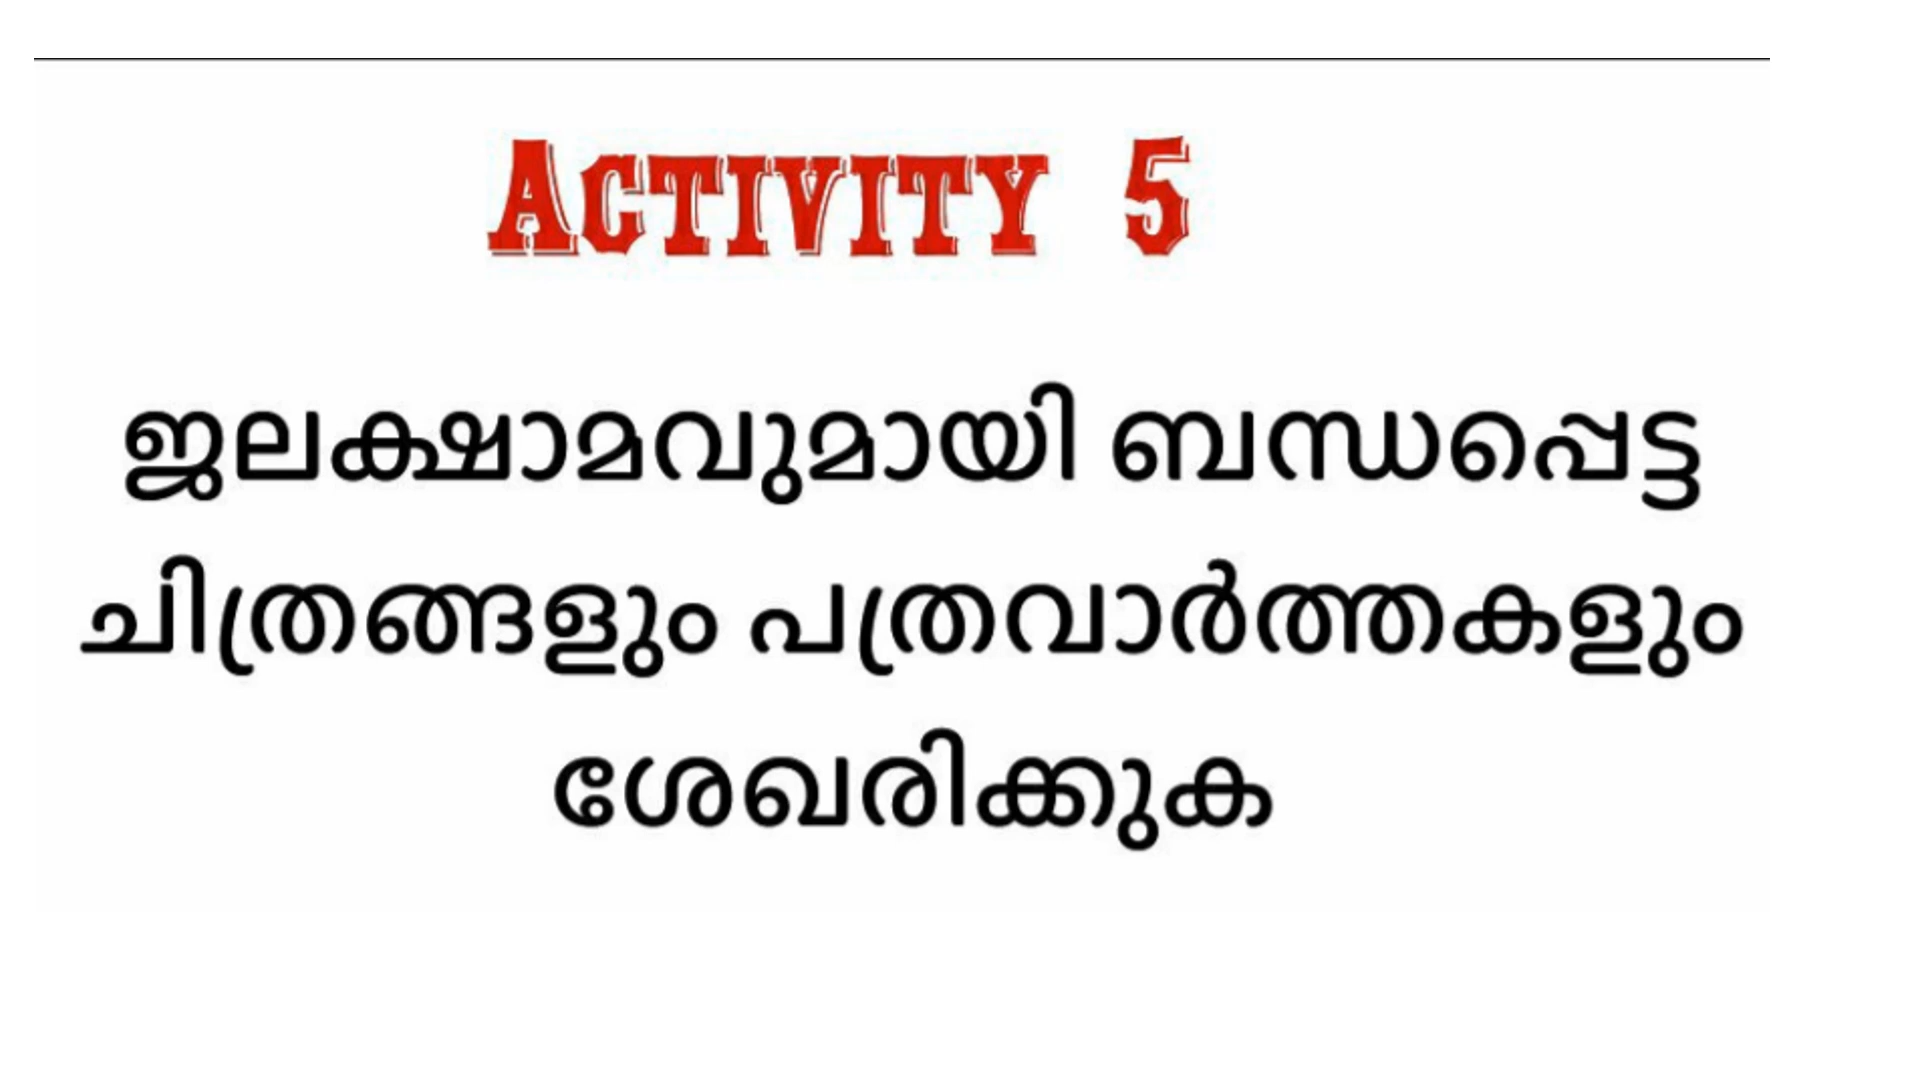 ACTIVITY 5
ജലക്ഷാമവുമായി ബന്ധപ്പെട്ട
ചിത്രങ്ങളും പത്രവാർത്തകളും
ശേഖരിക്കുക